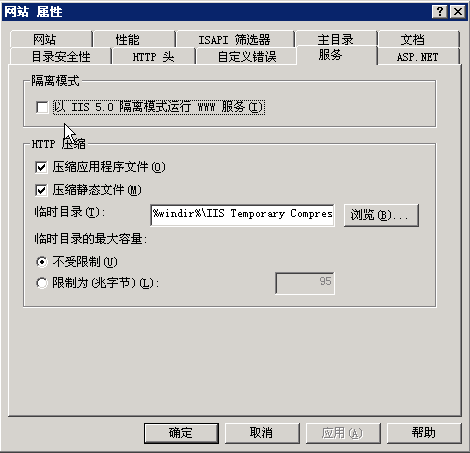 网站 属性
网站 性能 ISAPI 筛选器 主目录 文档
目录安全性 HTTP 头 自定义错误 服务 ASP.NET
隔离模式
以 IIS 5.0 隔离模式运行 WWW 服务(I)
HTTP 压缩
压缩应用程序文件(O)
压缩静态文件(M)
临时目录(T): %windir%\IIS Temporary Compres 浏览(B)...
临时目录的最大容量:
不受限制(U)
限制为(兆字节)(L): 95
确定 取消 应用(A) 帮助